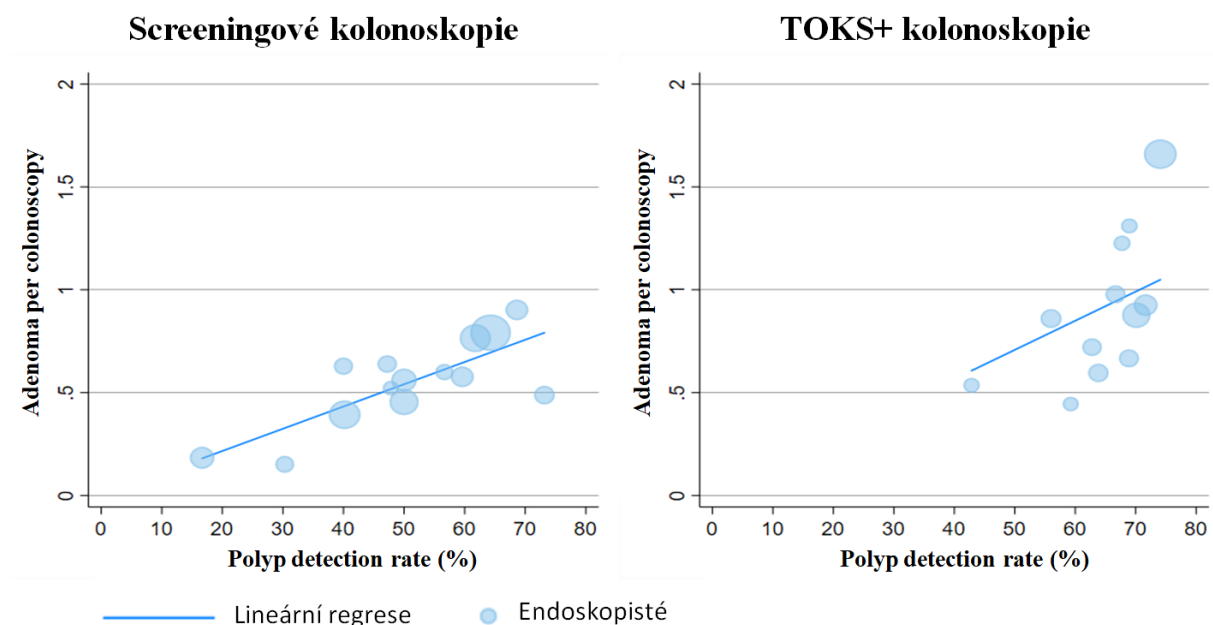 Screeningové kolonoskopie
TOKS+ kolonoskopie
Adenoma per colonoscopy
2
1.5
1
.5
0
0 10 20 30 40 50 60 70 80
Polyp detection rate (%)
Adenoma per colonoscopy
2
1.5
1
.5
0
0 10 20 30 40 50 60 70 80
Polyp detection rate (%)
Lineární regrese
Endoskopisté